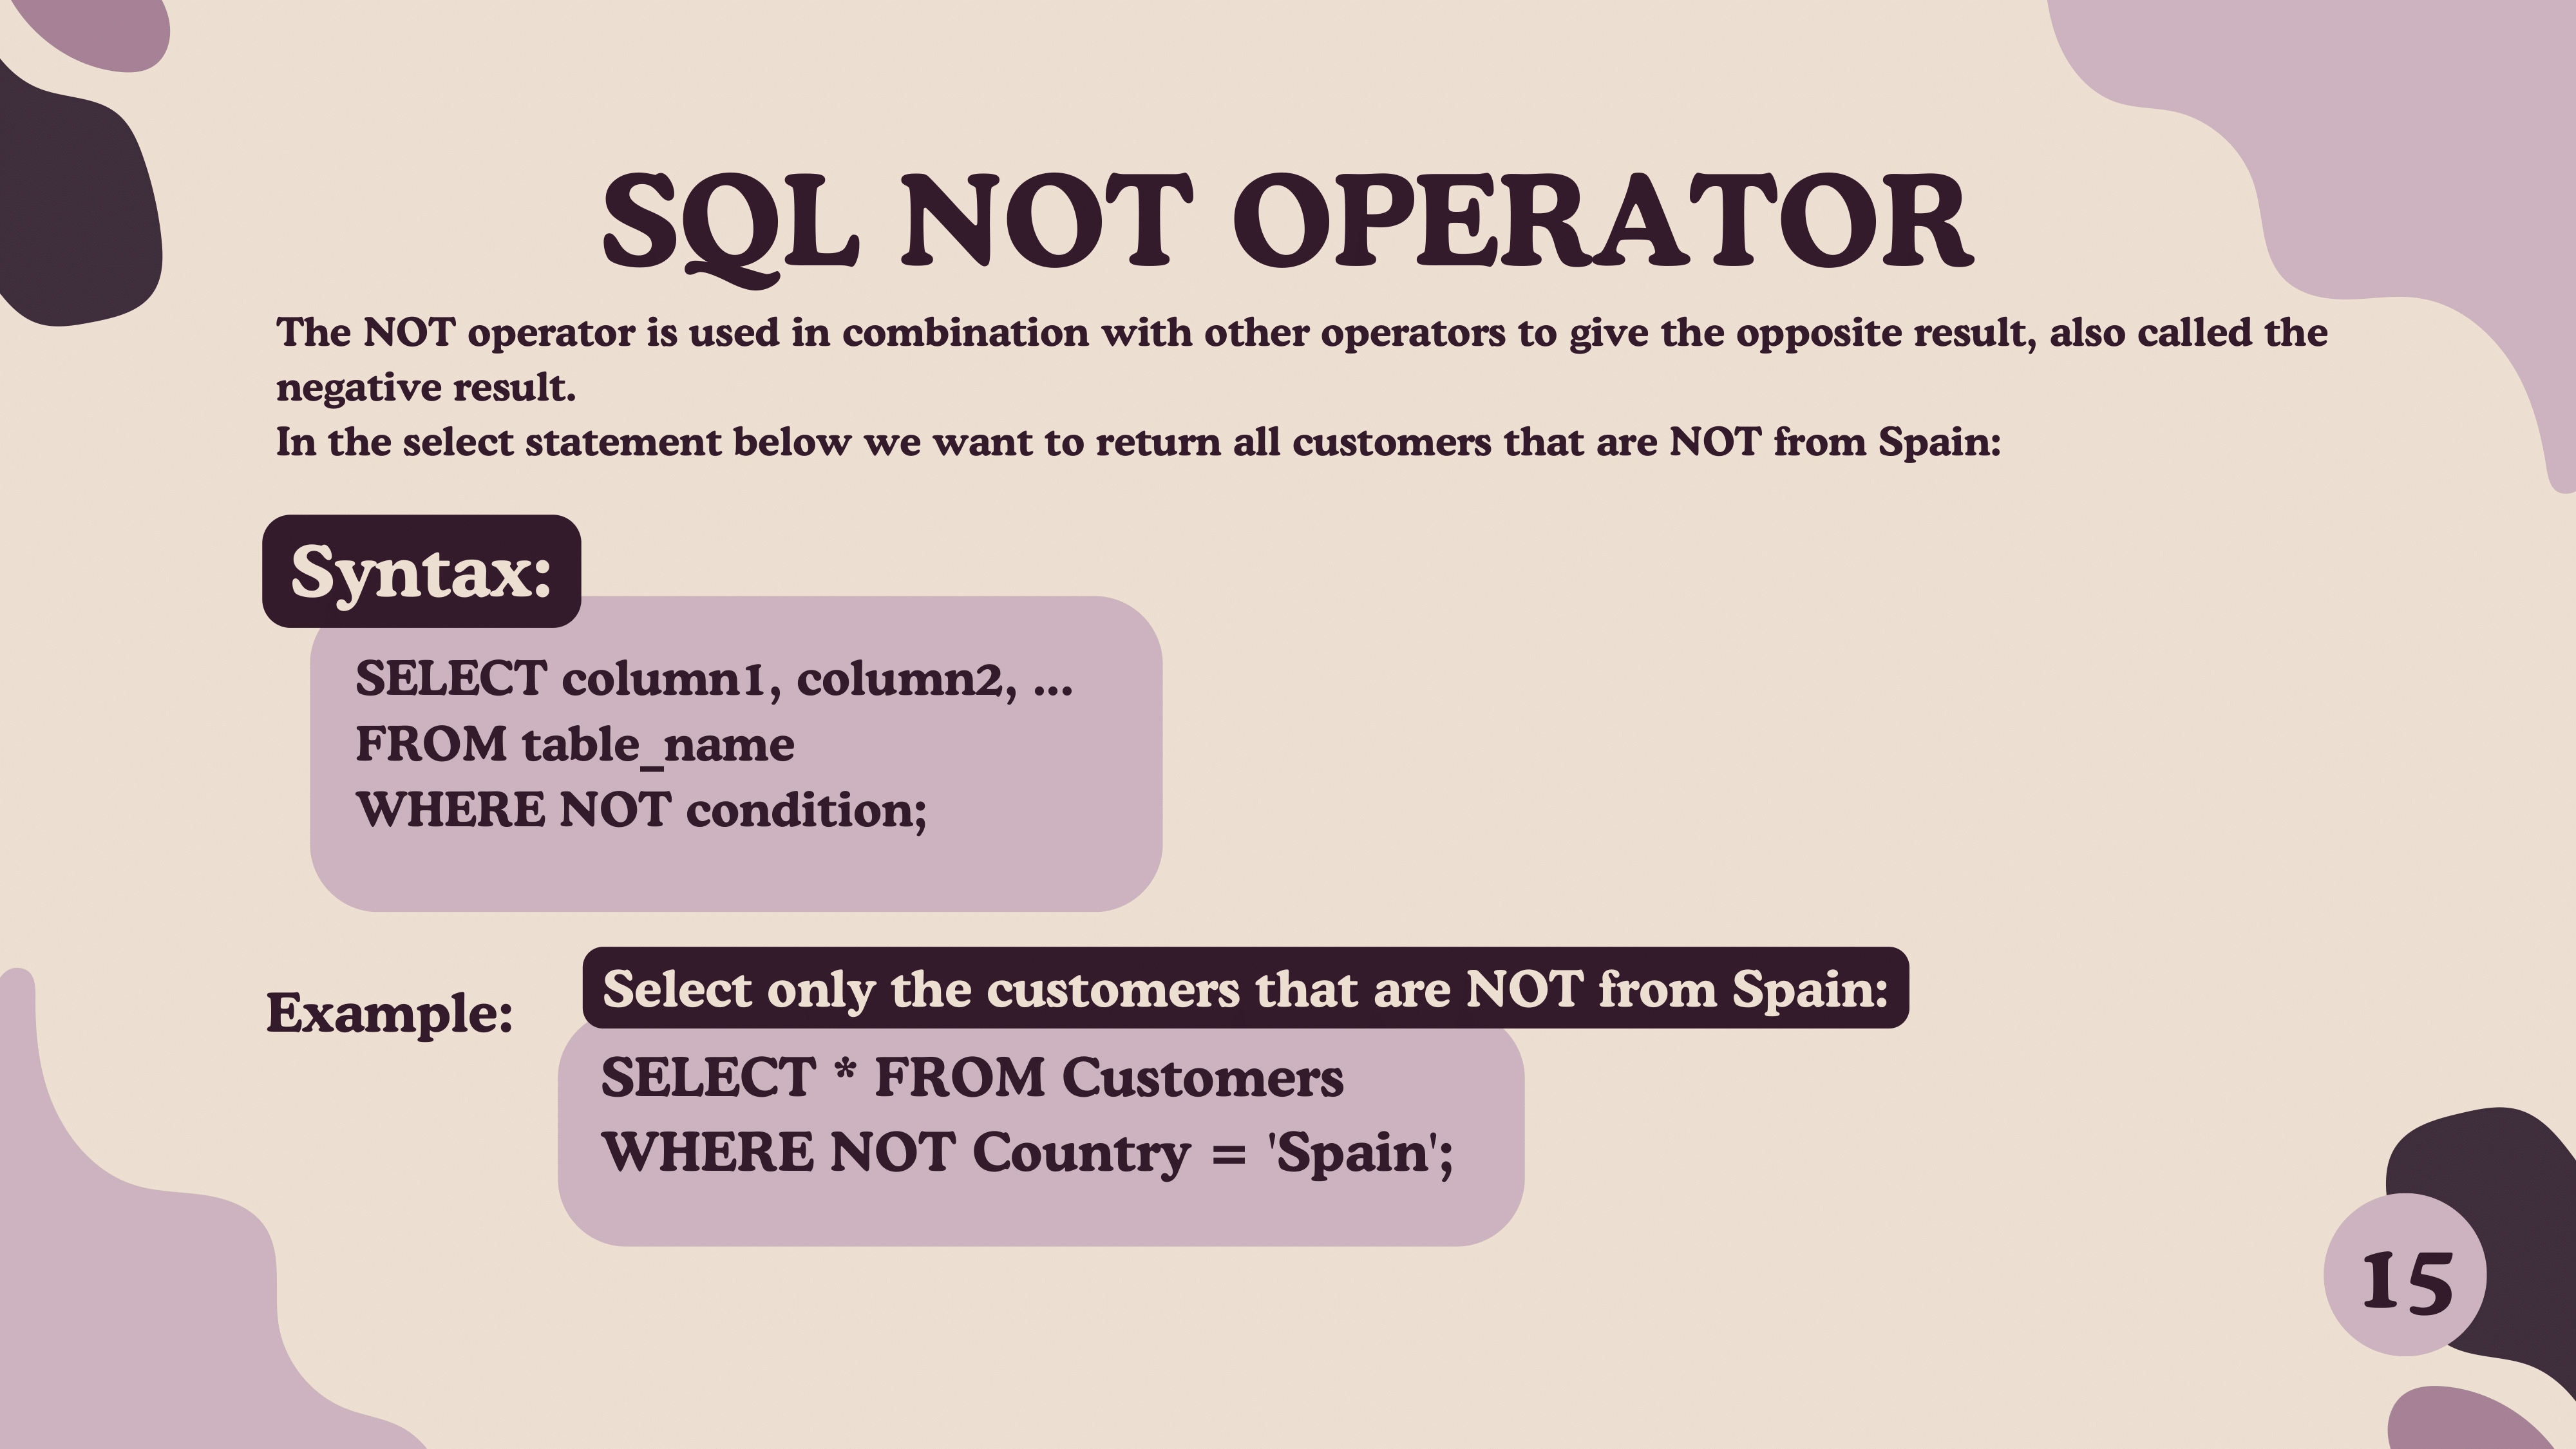 SQL NOT OPERATOR
The NOT operator is used in combination with other operators to give the opposite result, also called the
negative result.
In the select statement below we want to return all customers that are NOT from Spain:
Syntax:
SELECT column1, column2, ...
FROM table_name
WHERE NOT condition;
Example:
Select only the customers that are NOT from Spain:
SELECT * FROM Customers
WHERE NOT Country = 'Spain';
15